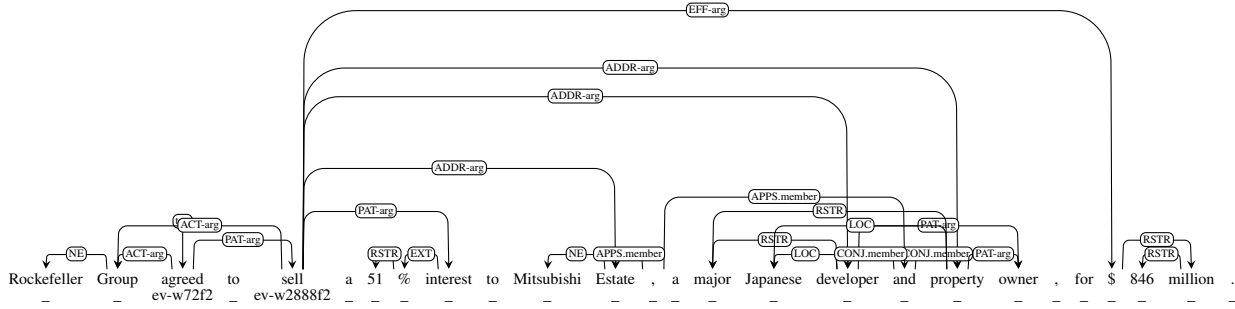 EFF-arg
ADDR-arg
ADDR-arg
ADDR-arg
APPS.member
PAT-arg RSTR
ACT-arg LOC PAT-arg
PAT-arg RSTR RSTR
NE ACT-arg RSTR EXT NE APPS.member LOC CONJ.member CONJ.member PAT-arg RSTR
Rockefeller Group agreed to sell a 51 % interest to Mitsubishi Estate , a major Japanese developer and property owner , for $ 846 million .
_ _ ev-w72f2 _ ev-w2888f2 _ _ _ _ _ _ _ _ _ _ _ _ _ _ _ _ _ _ _ _ _